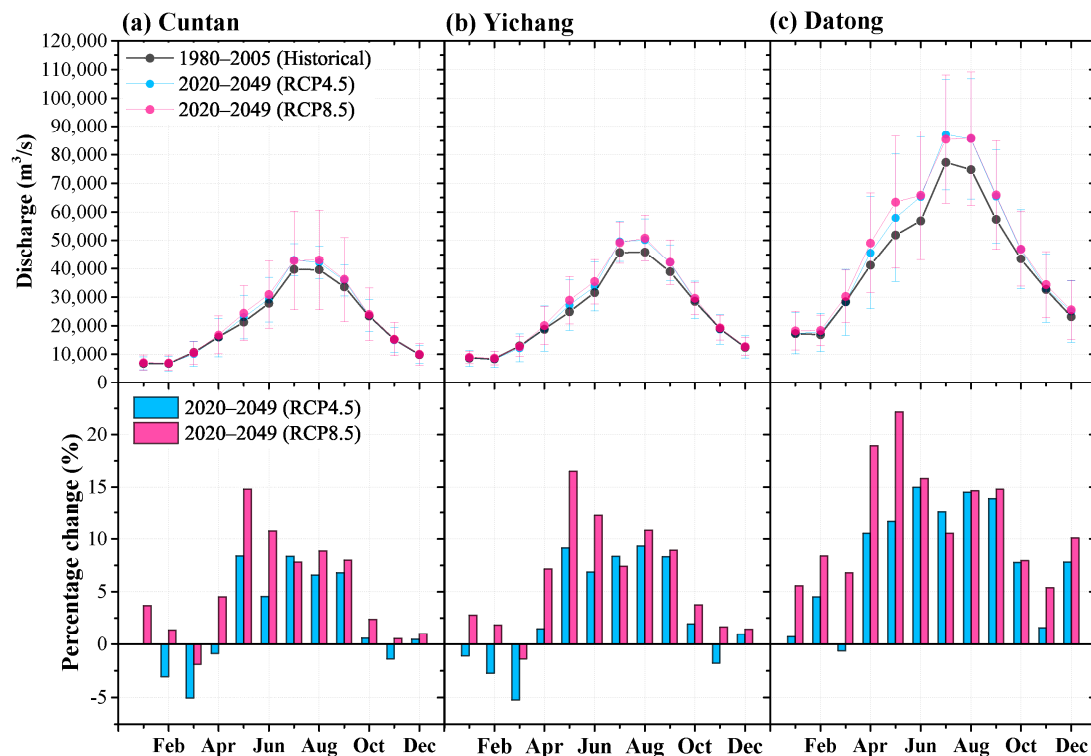 (a) Cuntan
(b) Yichang
(c) Datong
120,000
110,000
100,000
90,000
80,000
70,000
60,000
50,000
40,000
30,000
20,000
10,000
0
Discharge (m³/s)
1980–2005 (Historical)
2020–2049 (RCP4.5)
2020–2049 (RCP8.5)
2020–2049 (RCP4.5)
2020–2049 (RCP8.5)
20
15
10
5
0
-5
Percentage change (%)
Feb Apr Jun Aug Oct Dec
Feb Apr Jun Aug Oct Dec
Feb Apr Jun Aug Oct Dec